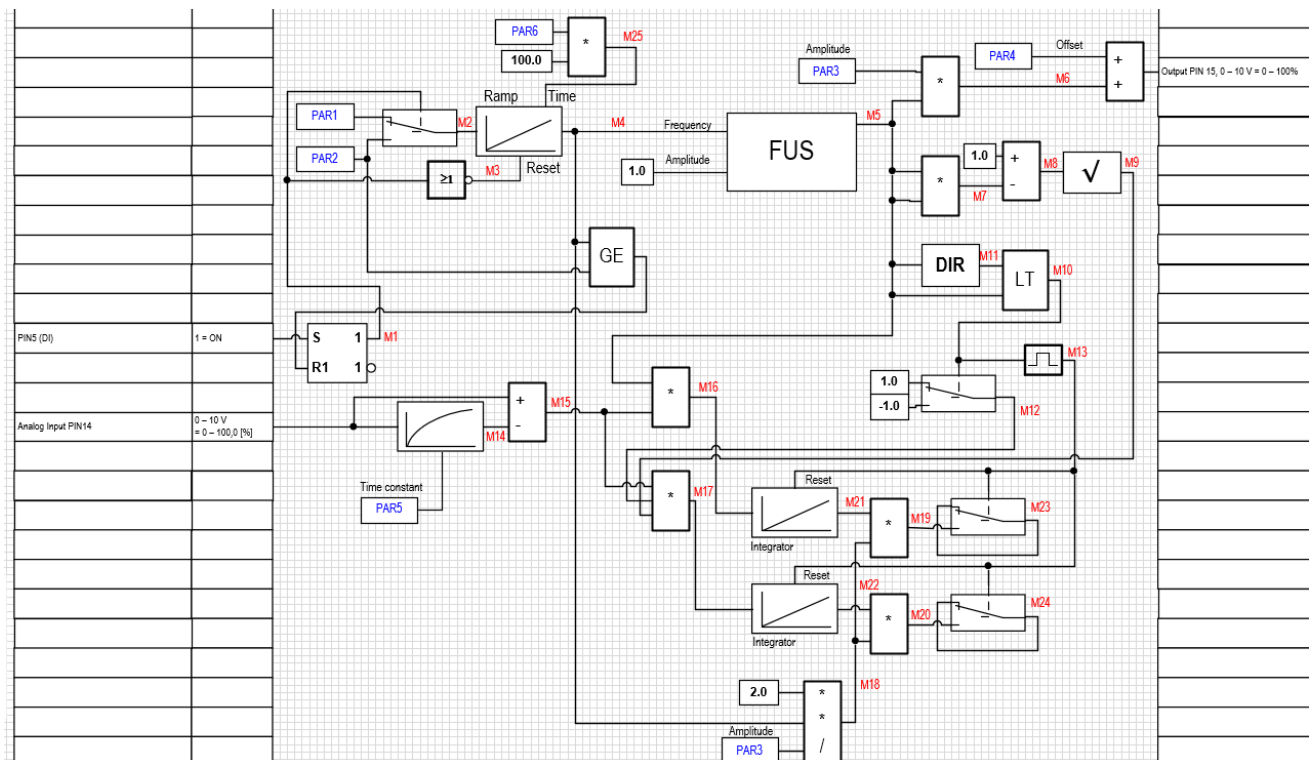 PAR6
*
M25
100.0
Amplitude
PAR3
PAR4
Offset
+
+
Output PIN 15, 0 – 10 V = 0 – 100%
*
M6
Ramp
Time
PAR1
M2
M4
Frequency
M5
PAR2
FUS
Amplitude
1.0
≥1
M3
Reset
1.0
+
-
M8
√
M9
*
M7
GE
DIR
M11
LT
M10
PIN5 (DI)
1 = ON
S
1
M1
R1
1
M13
*
M16
1.0
-1.0
M12
Analog Input PIN14
0 – 10 V
= 0 – 100,0 [%]
+
-
M15
M14
Time constant
PAR5
*
M17
Reset
M21
Integrator
*
M19
M23
Reset
M22
Integrator
*
M20
M24
2.0
*
*
/
M18
Amplitude
PAR3